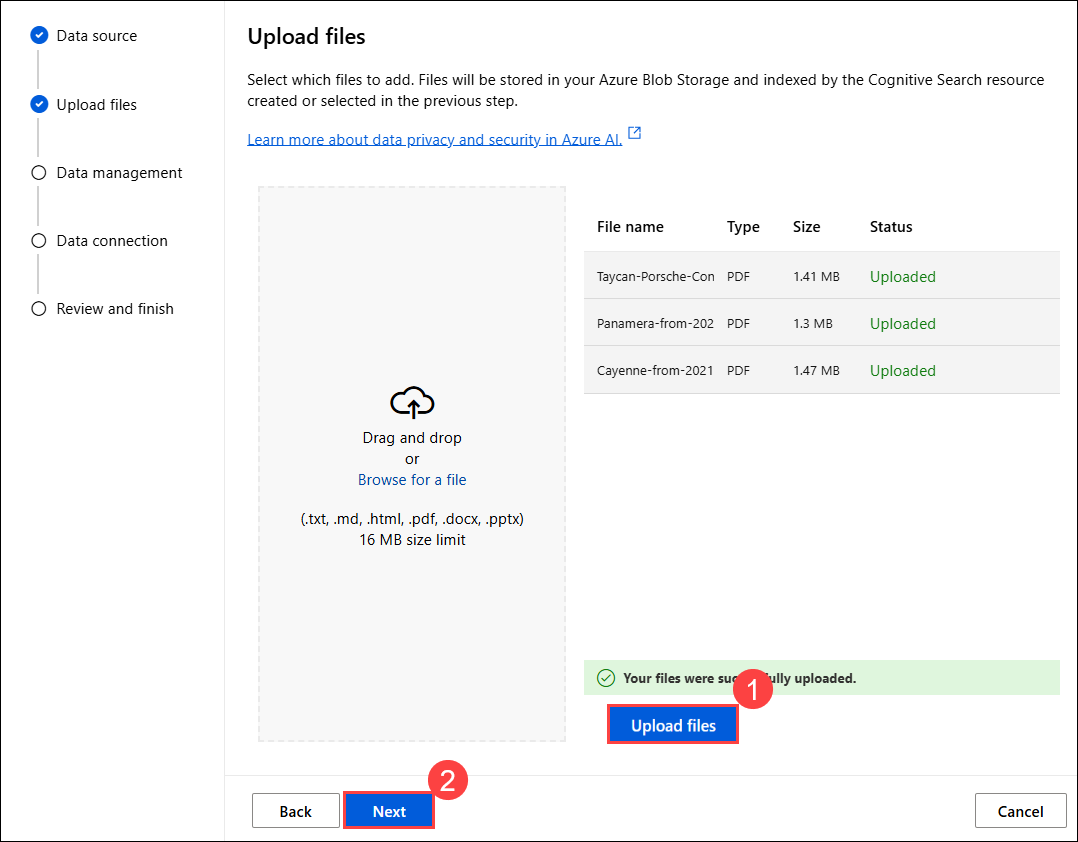 Data source
Upload files
Data management
Data connection
Review and finish
Upload files
Select which files to add. Files will be stored in your Azure Blob Storage and indexed by the Cognitive Search resource
created or selected in the previous step.
Learn more about data privacy and security in Azure AI.
Drag and drop
or
Browse for a file
(.txt, .md, .html, .pdf, .docx, .pptx)
16 MB size limit
File name Type Size Status
Taycan-Porsche-Con PDF 1.41 MB Uploaded
Panamera-from-202 PDF 1.3 MB Uploaded
Cayenne-from-2021 PDF 1.47 MB Uploaded
Your files were successfully uploaded.
1
Upload files
2
Back Next Cancel